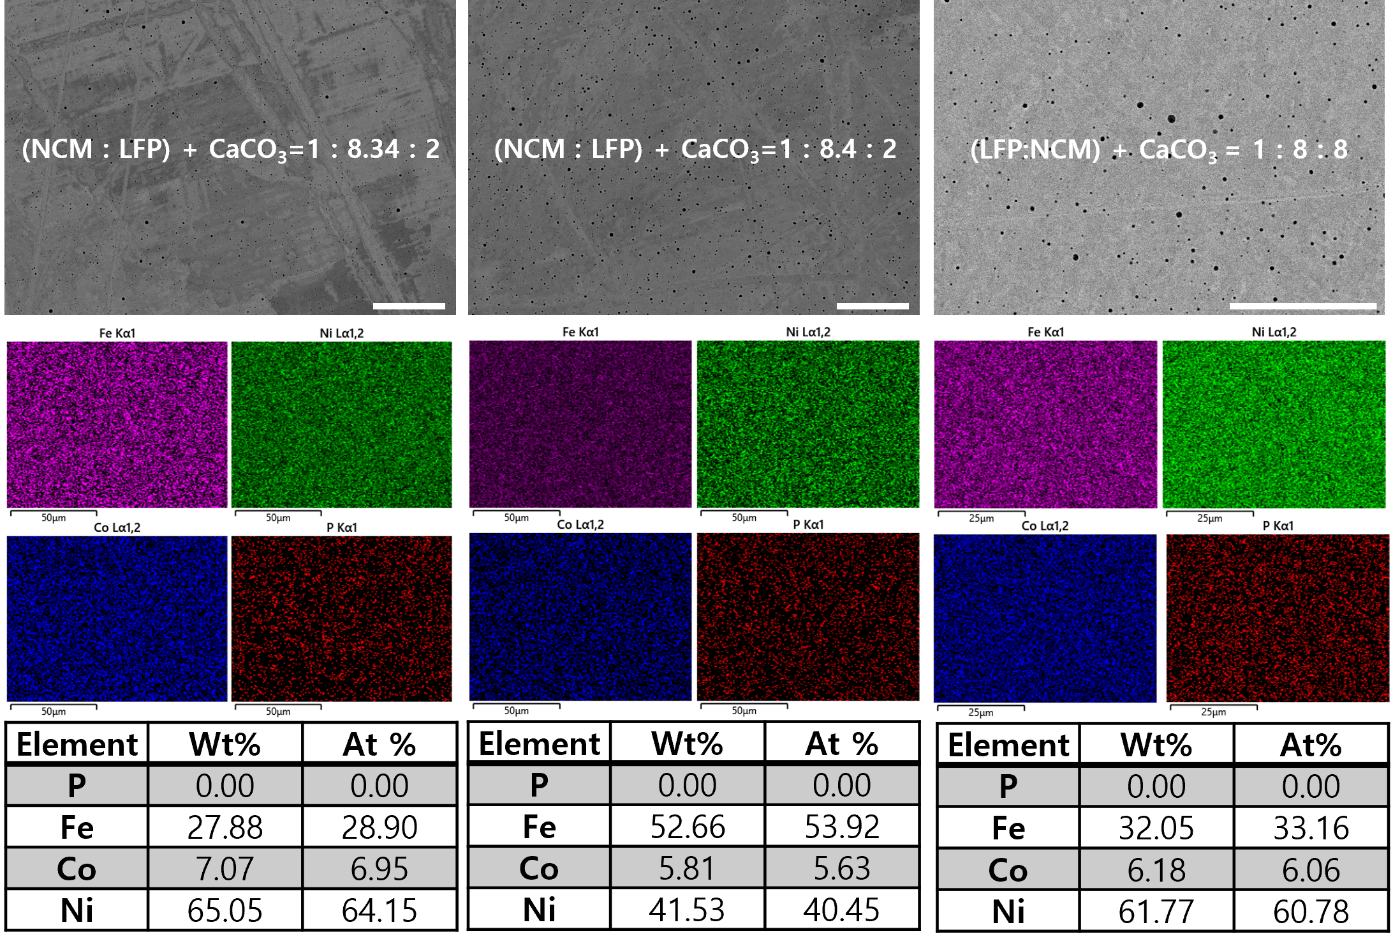 (NCM : LFP) + CaCO₃=1 : 8.34 : 2
(NCM : LFP) + CaCO₃=1 : 8.4 : 2
(LFP:NCM) + CaCO₃ = 1 : 8 : 8
Fe Kα1
Ni Lα1,2
Fe Kα1
Ni Lα1,2
Fe Kα1
Ni Lα1,2
50μm
50μm
50μm
50μm
25μm
25μm
Co Lα1,2
P Kα1
Co Lα1,2
P Kα1
Co Lα1,2
P Kα1
50μm
50μm
50μm
50μm
25μm
25μm
Element Wt% At %
P 0.00 0.00
Fe 27.88 28.90
Co 7.07 6.95
Ni 65.05 64.15
Element Wt% At %
P 0.00 0.00
Fe 52.66 53.92
Co 5.81 5.63
Ni 41.53 40.45
Element Wt% At%
P 0.00 0.00
Fe 32.05 33.16
Co 6.18 6.06
Ni 61.77 60.78